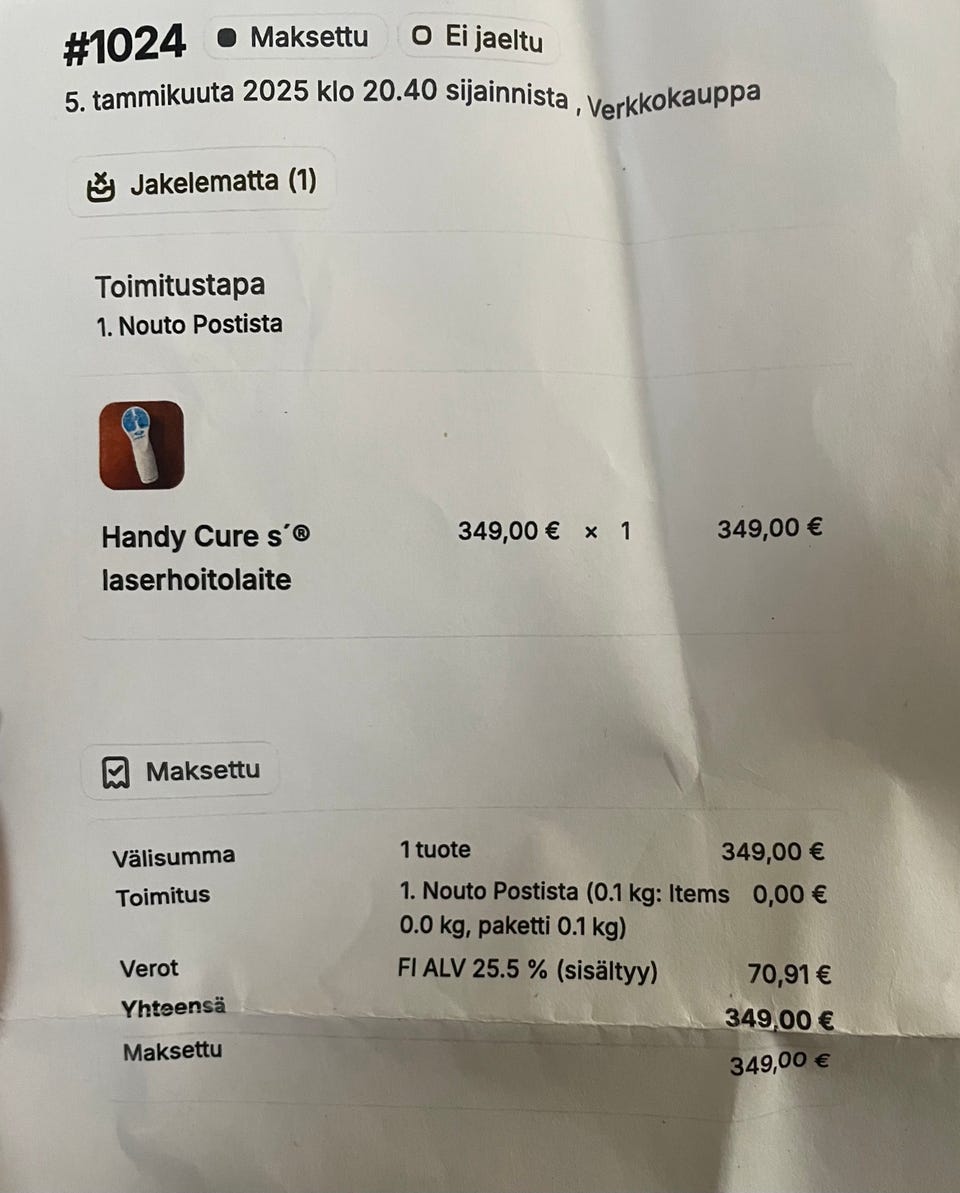 #1024 Maksettu Ei jaeltu
5. tammikuuta 2025 klo 20.40 sijainnista , Verkkokauppa
Jakelematta (1)
Toimitustapa
1. Nouto Postista
Handy Cure s´® 349,00 € × 1 349,00 €
laserhoitolaite
Maksettu
Välisumma 1 tuote 349,00 €
Toimitus 1. Nouto Postista (0.1 kg: Items 0,00 €
0.0 kg, paketti 0.1 kg)
Verot FI ALV 25.5 % (sisältyy) 70,91 €
Yhteensä 349,00 €
Maksettu 349,00 €